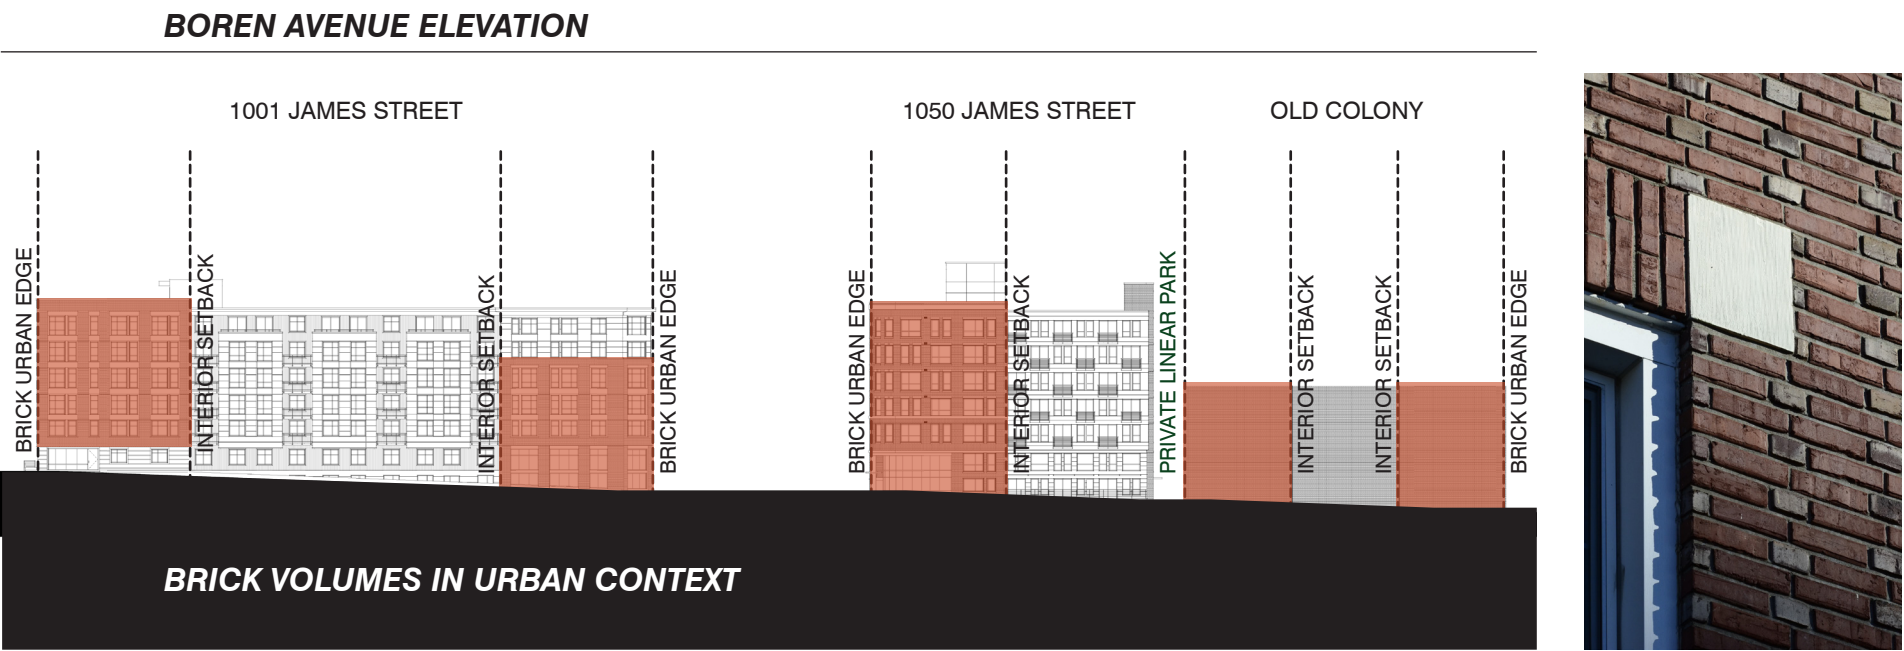 BOREN AVENUE ELEVATION
1001 JAMES STREET
1050 JAMES STREET
OLD COLONY
BRICK URBAN EDGE
INTERIOR SETBACK
INTERIOR SETBACK
BRICK URBAN EDGE
BRICK URBAN EDGE
INTERIOR SETBACK
PRIVATE LINEAR PARK
INTERIOR SETBACK
INTERIOR SETBACK
BRICK URBAN EDGE
BRICK VOLUMES IN URBAN CONTEXT